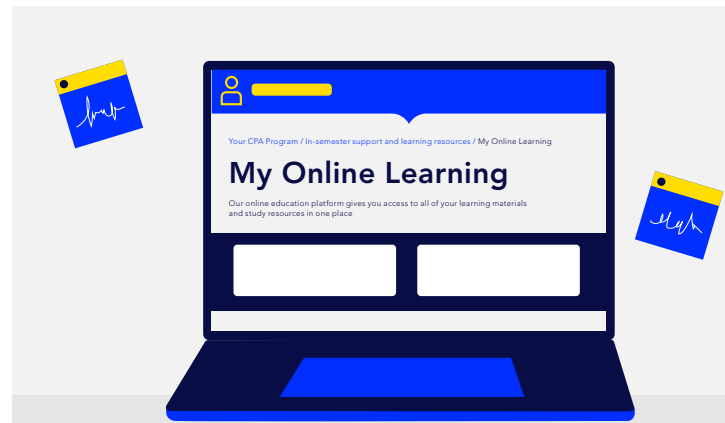 Your CPA Program / In-semester support and learning resources / My Online Learning
My Online Learning
Our online education platform gives you access to all of your learning materials
and study resources in one place